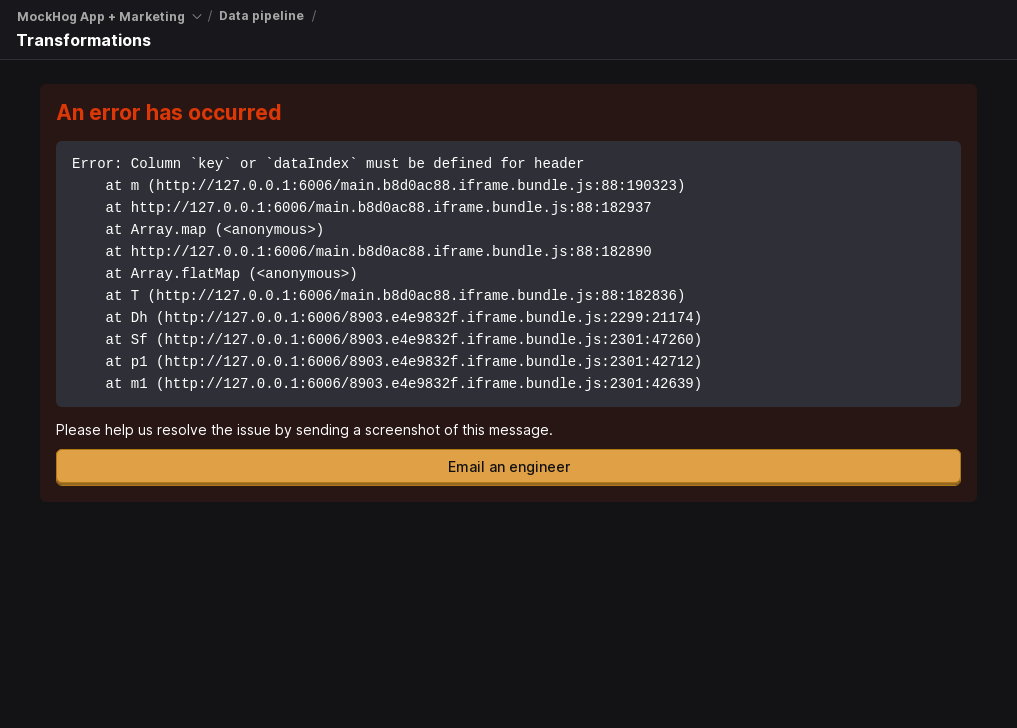 MockHog App + Marketing / Data pipeline /
Transformations
An error has occurred
Error: Column `key` or `dataIndex` must be defined for header
    at m (http://127.0.0.1:6006/main.b8d0ac88.iframe.bundle.js:88:190323)
    at http://127.0.0.1:6006/main.b8d0ac88.iframe.bundle.js:88:182937
    at Array.map (<anonymous>)
    at http://127.0.0.1:6006/main.b8d0ac88.iframe.bundle.js:88:182890
    at Array.flatMap (<anonymous>)
    at T (http://127.0.0.1:6006/main.b8d0ac88.iframe.bundle.js:88:182836)
    at Dh (http://127.0.0.1:6006/8903.e4e9832f.iframe.bundle.js:2299:21174)
    at Sf (http://127.0.0.1:6006/8903.e4e9832f.iframe.bundle.js:2301:47260)
    at p1 (http://127.0.0.1:6006/8903.e4e9832f.iframe.bundle.js:2301:42712)
    at m1 (http://127.0.0.1:6006/8903.e4e9832f.iframe.bundle.js:2301:42639)
Please help us resolve the issue by sending a screenshot of this message.
Email an engineer